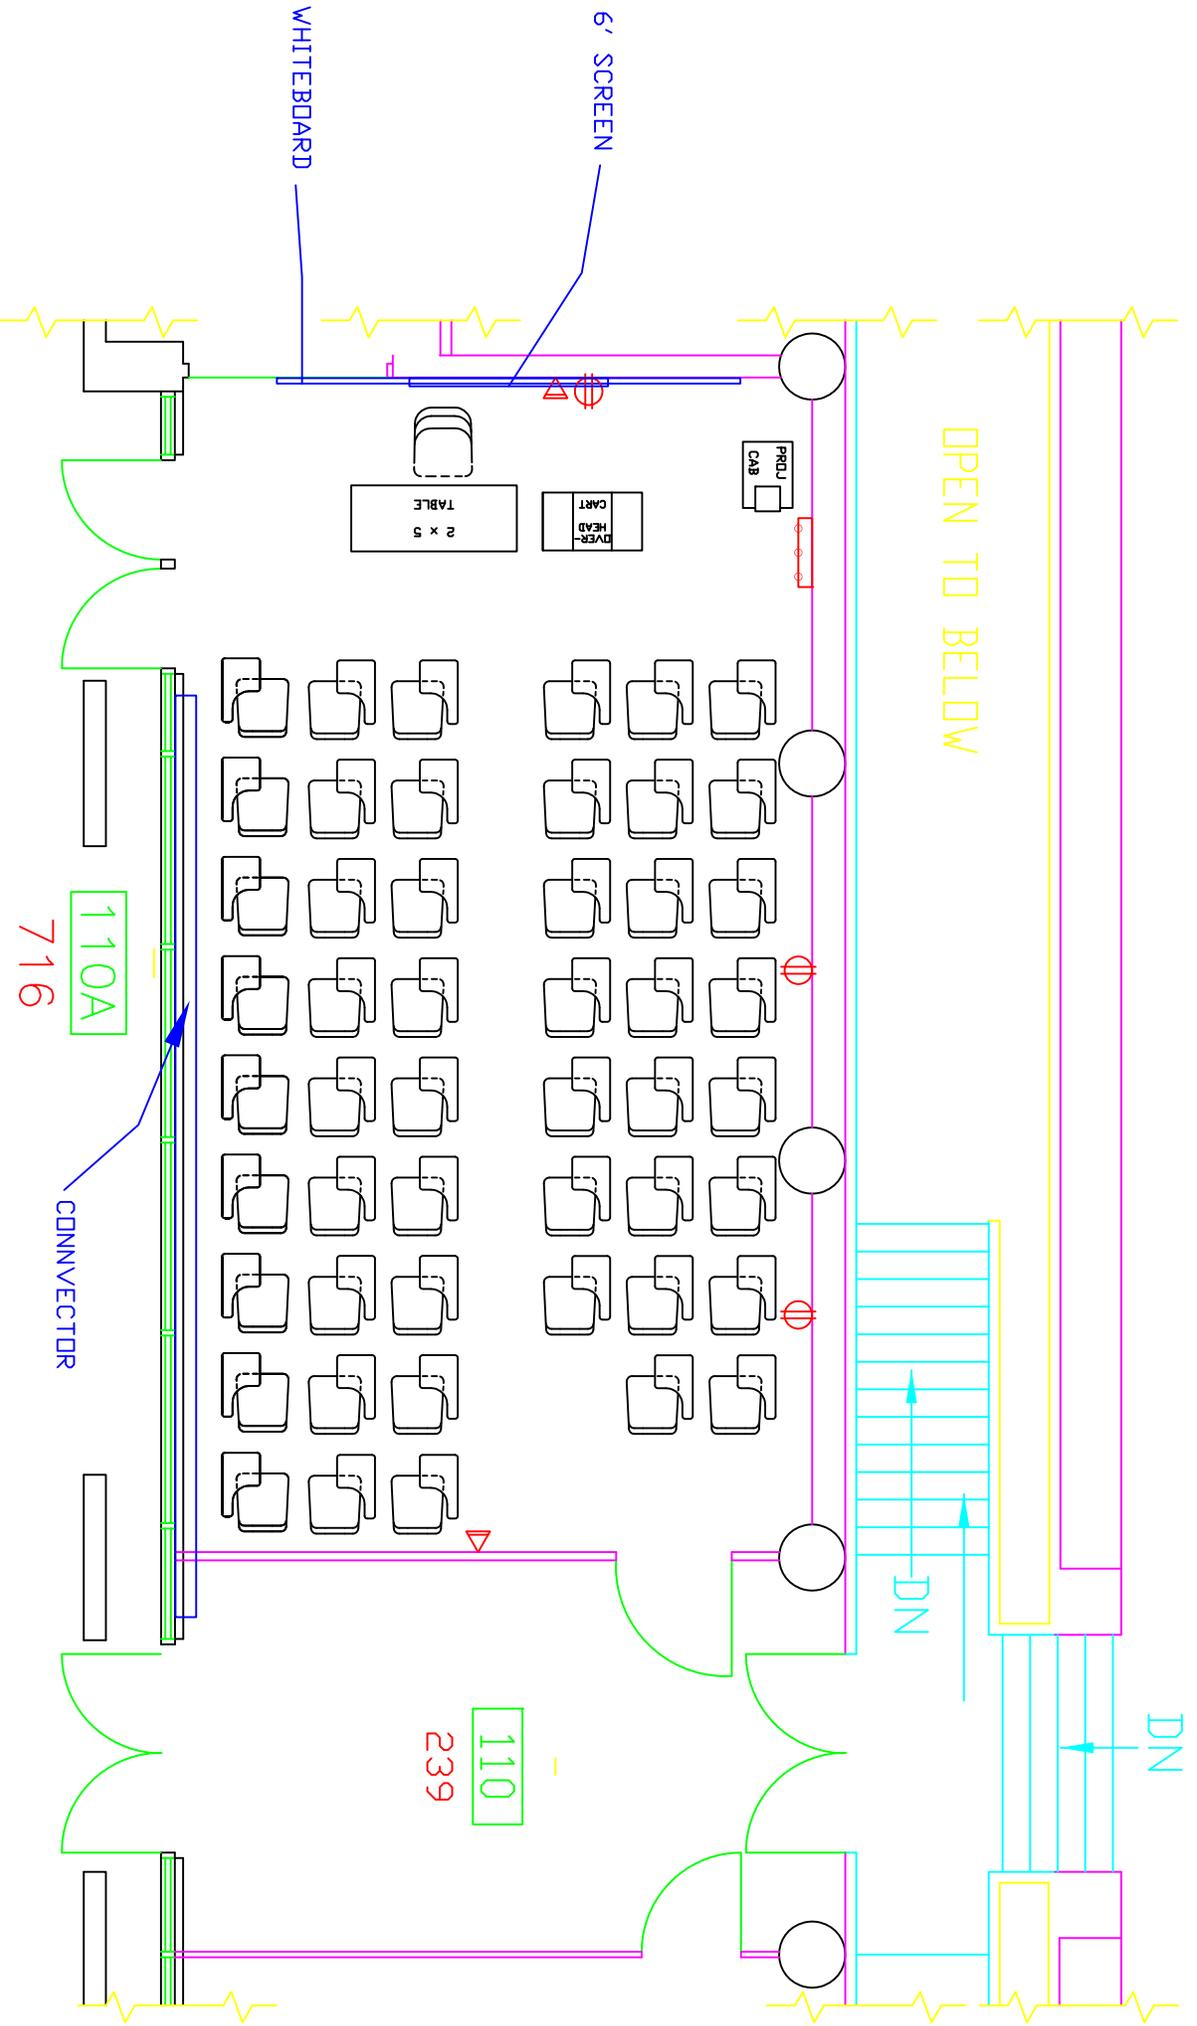 WHITEBOARD
6' SCREEN
PROJ
CAB
OVER-
HEAD
CART
2 × 5
TABLE
OPEN TO BELOW
110A
716
CONNVECTOR
DN
DN
110
239